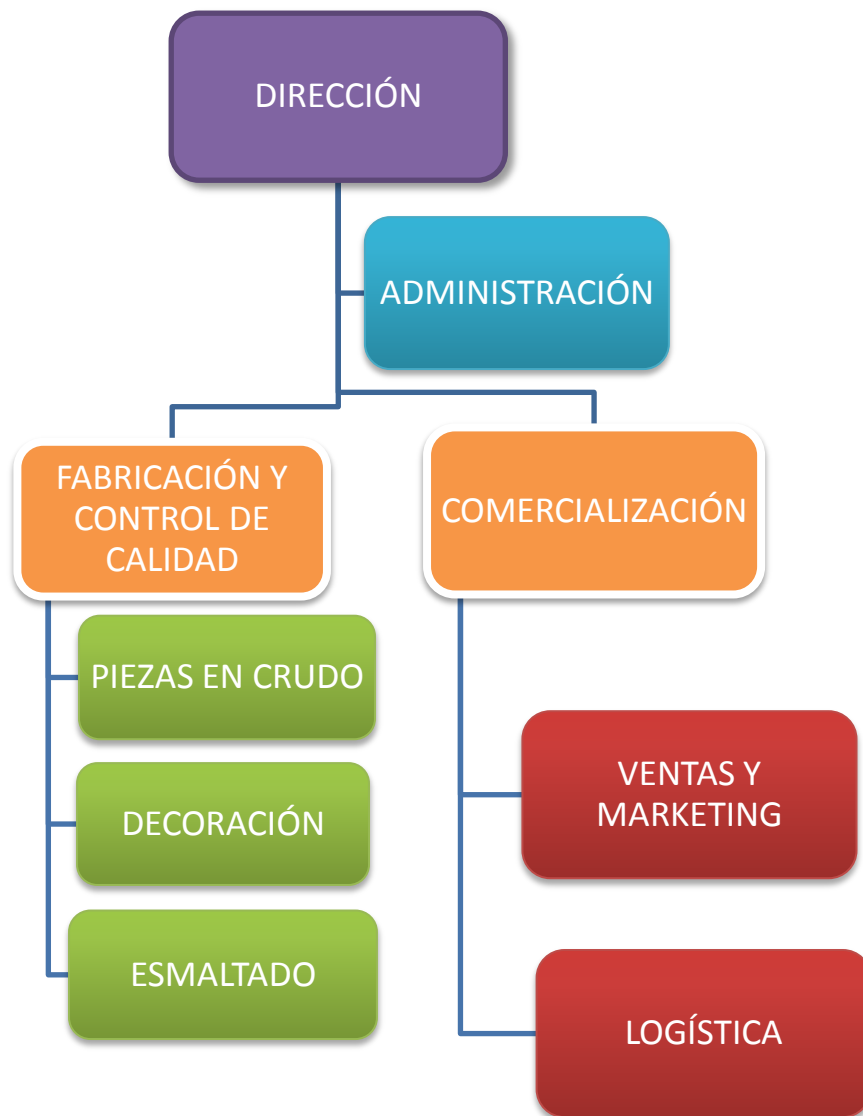 DIRECCIÓN
ADMINISTRACIÓN
FABRICACIÓN Y
CONTROL DE
CALIDAD
COMERCIALIZACIÓN
PIEZAS EN CRUDO
DECORACIÓN
ESMALTADO
VENTAS Y
MARKETING
LOGÍSTICA